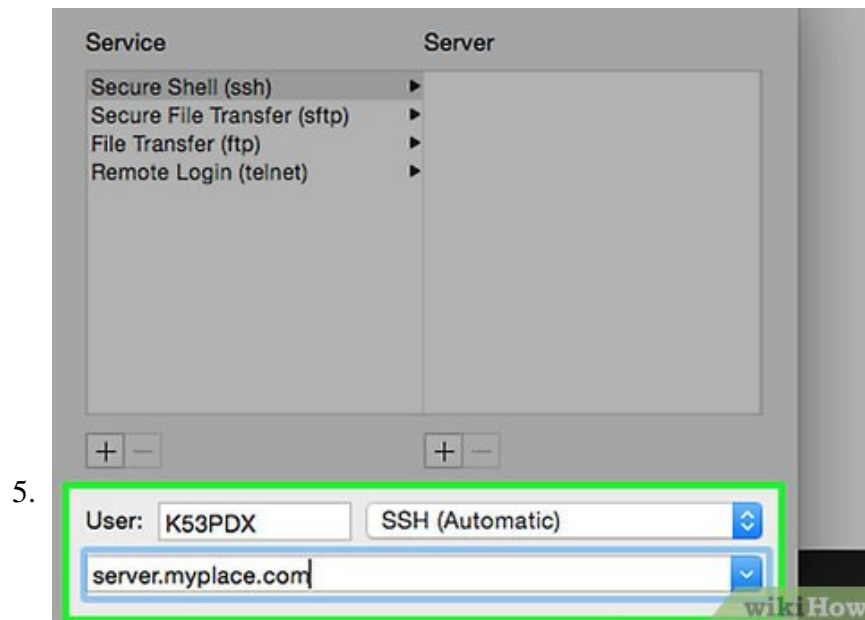 Service Server
Secure Shell (ssh)
Secure File Transfer (sftp)
File Transfer (ftp)
Remote Login (telnet)
+ − + −
5.
User: K53PDX SSH (Automatic)
server.myplace.com
wikiHow